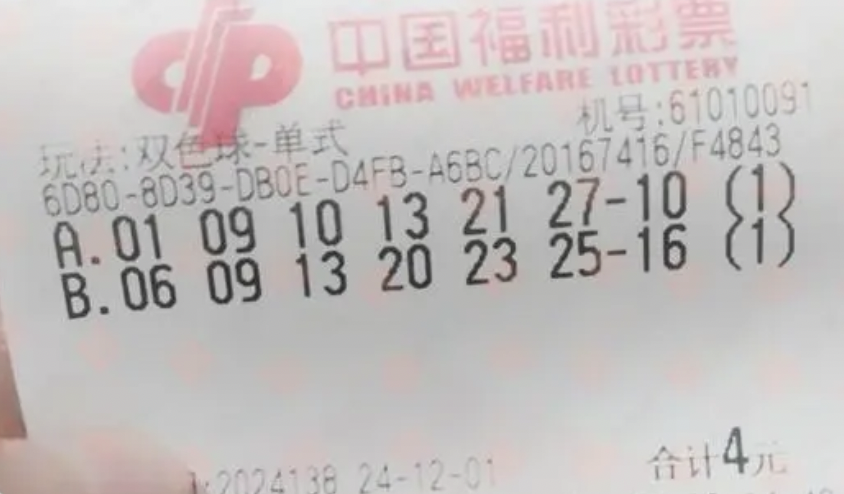 中国福利彩票
CHINA WELFARE LOTTERY
机号:61010091
玩法:双色球-单式
6D80-8D39-DB0E-D4FB-A6BC/20167416/F4843
A.01 09 10 13 21 27-10 (1)
B.06 09 13 20 23 25-16 (1)
合计4元
:2024138 24-12-01